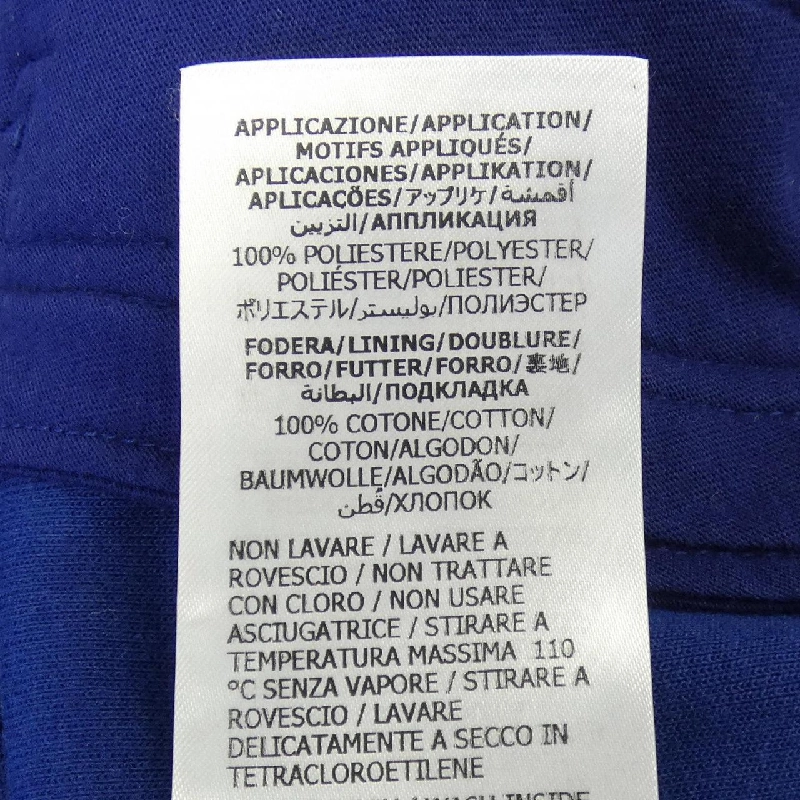 APPLICAZIONE/APPLICATION/
MOTIFS APPLIQUÉS/
APLICACIONES/APPLIKATION/
APLICAÇÕES/アップリケ/أقمشة
التزيين/АППЛИКАЦИЯ
100% POLIESTERE/POLYESTER/
POLIÉSTER/POLIESTER/
ポリエステル/بوليستر/ПОЛИЭСТЕР
FODERA/LINING/DOUBLURE/
FORRO/FUTTER/FORRO/裏地/
البطانة/ПОДКЛАДКА
100% COTONE/COTTON/
COTON/ALGODON/
BAUMWOLLE/ALGODÃO/コットン/
قُطن/ХЛОПОК
NON LAVARE / LAVARE A
ROVESCIO / NON TRATTARE
CON CLORO / NON USARE
ASCIUGATRICE / STIRARE A
TEMPERATURA MASSIMA 110
°C SENZA VAPORE / STIRARE A
ROVESCIO / LAVARE
DELICATAMENTE A SECCO IN
TETRACLOROETILENE
INSIDE